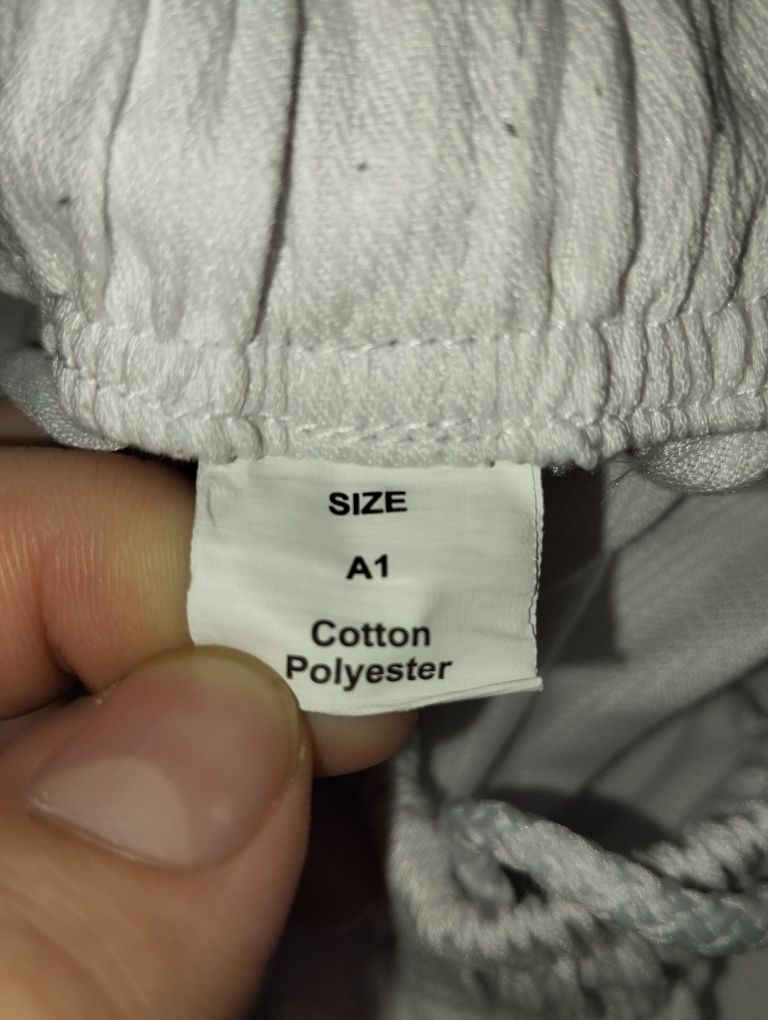 SIZE
A1
Cotton
Polyester